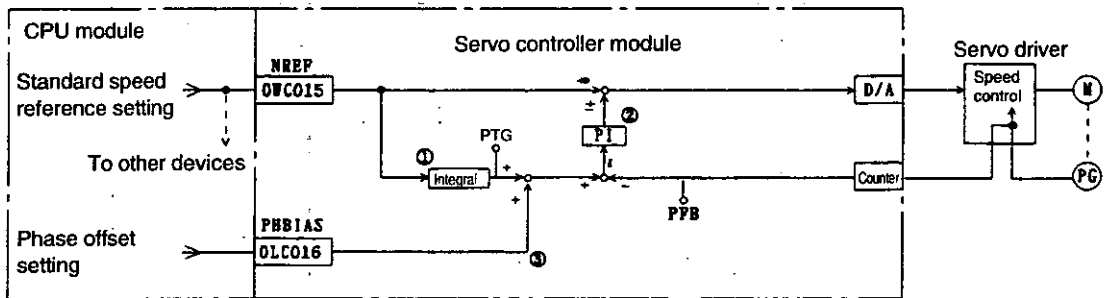 CPU module
Servo controller module
Servo driver
Standard speed
reference setting
NREF
OWC015
D/A
Speed
control
M
To other devices
PTG
①
Integral
②
PI
+
+
+
±
ε
−
Counter
PFB
PG
Phase offset
setting
PHBIAS
OLC016
③